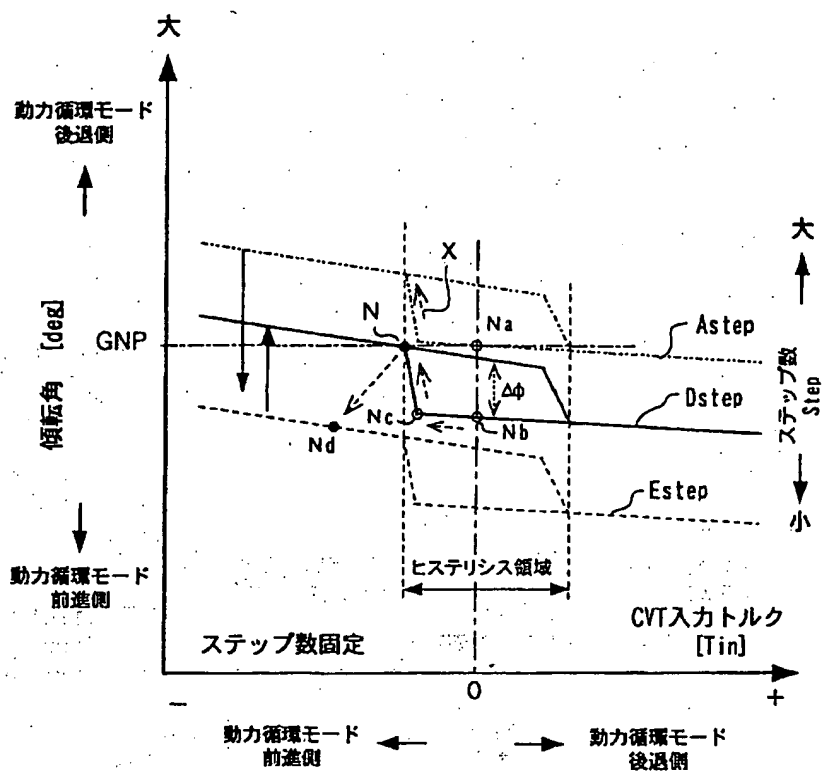 大
動力循環モード
後退側
X
N
Na
大
GNP
Astep
傾転角 [deg]
Δφ
Dstep
ステップ数
Step
Nc
Nb
Nd
Estep
小
動力循環モード
前進側
ヒステリシス領域
ステップ数固定
CVT入力トルク
[Tin]
−
0
+
動力循環モード
前進側
動力循環モード
後退側